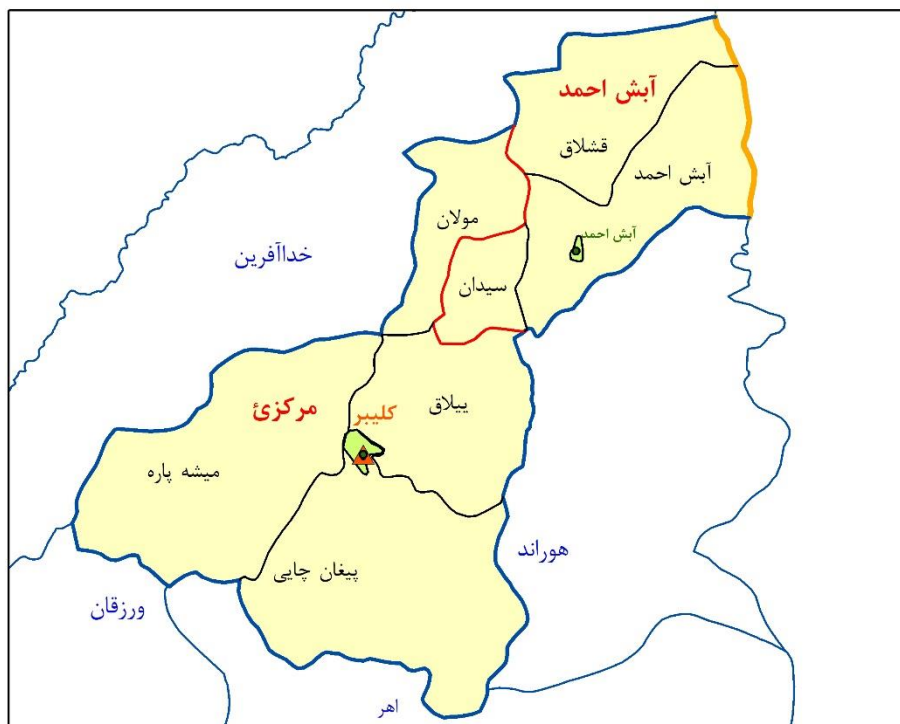 آبش احمد
قشلاق
آبش احمد
مولان
آبش احمد
خداآفرین
سیدان
مرکزئ
کلیبر
ییلاق
میشه پاره
هوراند
پیغان چایی
ورزقان
اهر